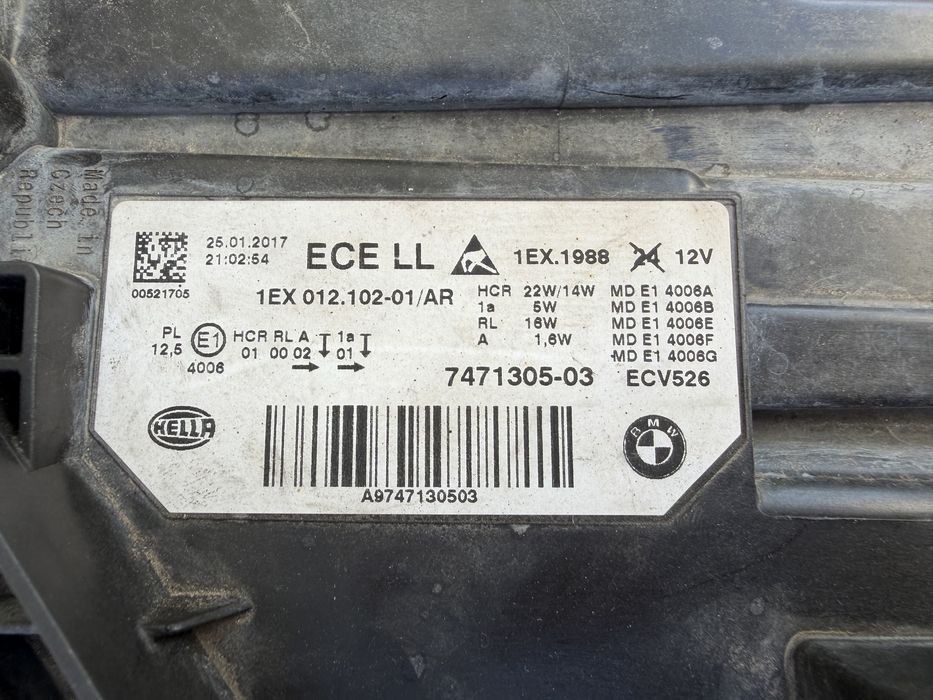 Made in
Czech
Republi
25.01.2017
21:02:54
00521705
ECE LL
1EX.1988
24
12V
1EX 012.102-01/AR
HCR 22W/14W MD E1 4006A
1a 5W MD E1 4006B
RL 16W MD E1 4006E
A 1,6W MD E1 4006F
MD E1 4006G
PL
12,5
E1
4006
HCR RL A 1a
01 00 02 01
7471305-03 ECV526
HELLA
A9747130503
BMW